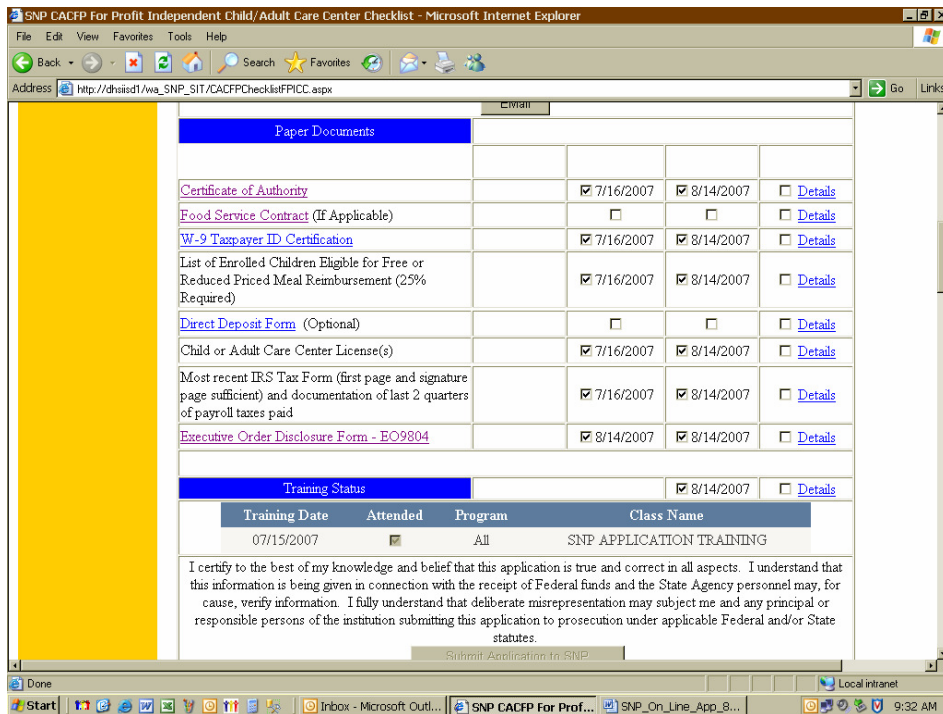 SNP CACFP For Profit Independent Child/Adult Care Center Checklist - Microsoft Internet Explorer
File Edit View Favorites Tools Help
Back Search Favorites
Address http://dhsiisd1/wa_SNP_SIT/CACFPChecklistFPICC.aspx Go Links
EMail
Paper Documents
Certificate of Authority 7/16/2007 8/14/2007 Details
Food Service Contract (If Applicable) Details
W-9 Taxpayer ID Certification 7/16/2007 8/14/2007 Details
List of Enrolled Children Eligible for Free or
Reduced Priced Meal Reimbursement (25% 7/16/2007 8/14/2007 Details
Required)
Direct Deposit Form (Optional) Details
Child or Adult Care Center License(s) 7/16/2007 8/14/2007 Details
Most recent IRS Tax Form (first page and signature
page sufficient) and documentation of last 2 quarters 7/16/2007 8/14/2007 Details
of payroll taxes paid
Executive Order Disclosure Form - EO9804 8/14/2007 8/14/2007 Details
Training Status 8/14/2007 Details
Training Date Attended Program Class Name
07/15/2007 All SNP APPLICATION TRAINING
I certify to the best of my knowledge and belief that this application is true and correct in all aspects. I understand that
this information is being given in connection with the receipt of Federal funds and the State Agency personnel may, for
cause, verify information. I fully understand that deliberate misrepresentation may subject me and any principal or
responsible persons of the institution submitting this application to prosecution under applicable Federal and/or State
statutes.
Submit Application to SNP
Done Local intranet
Start Inbox - Microsoft Outl... SNP CACFP For Prof... SNP_On_Line_App_8... 9:32 AM